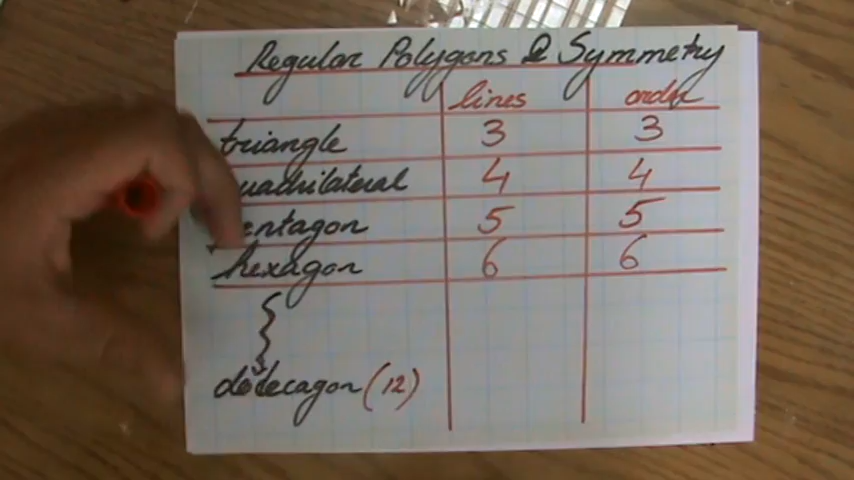 Regular Polygons & Symmetry
lines order
triangle 3 3
uadrilateral 4 4
entagon 5 5
hexagon 6 6
dodecagon (12)